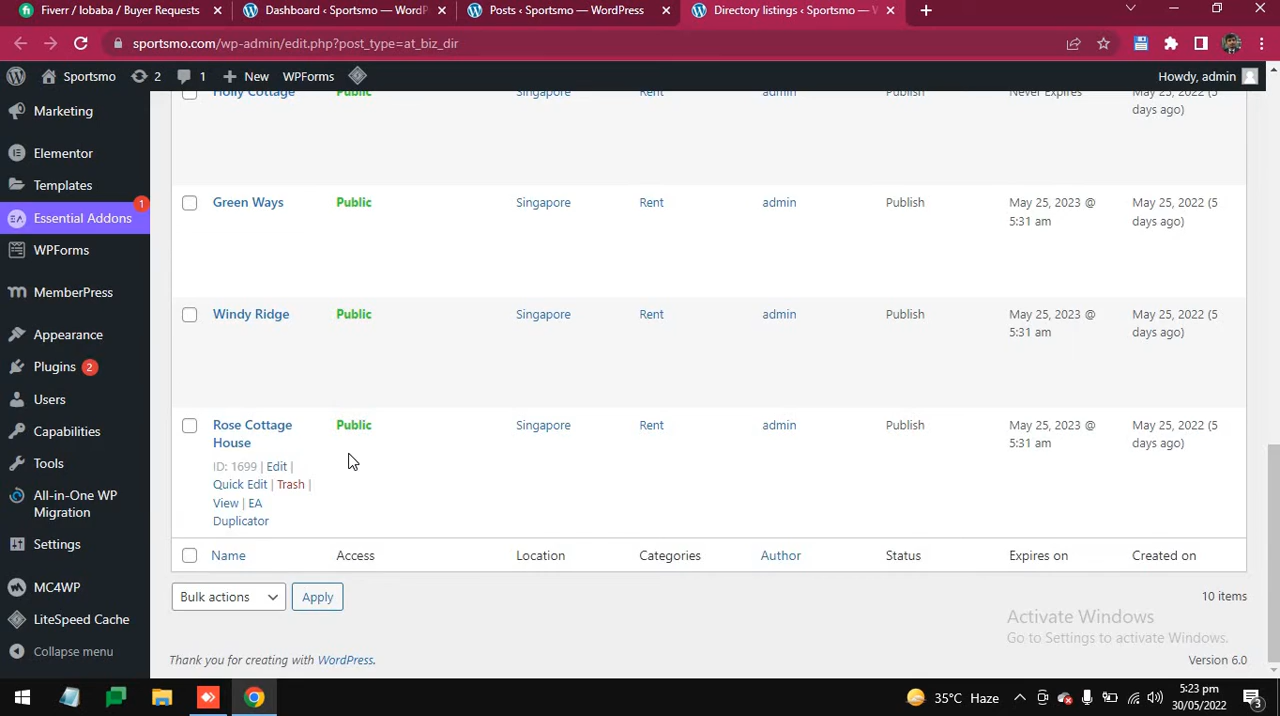 Fiverr / lobaba / Buyer Requests
Dashboard ‹ Sportsmo — WordP
Posts ‹ Sportsmo — WordPress
Directory listings ‹ Sportsmo — W
sportsmo.com/wp-admin/edit.php?post_type=at_biz_dir
Sportsmo 2 1 New WPForms Howdy, admin
Marketing
Elementor
Templates
Essential Addons 1
WPForms
MemberPress
Appearance
Plugins 2
Users
Capabilities
Tools
All-in-One WP
Migration
Settings
MC4WP
LiteSpeed Cache
Collapse menu
Holly Cottage Public Singapore Rent admin Publish Never Expires May 25, 2022 (5
days ago)
Green Ways Public Singapore Rent admin Publish May 25, 2023 @ May 25, 2022 (5
5:31 am days ago)
Windy Ridge Public Singapore Rent admin Publish May 25, 2023 @ May 25, 2022 (5
5:31 am days ago)
Rose Cottage Public Singapore Rent admin Publish May 25, 2023 @ May 25, 2022 (5
House 5:31 am days ago)
ID: 1699 | Edit |
Quick Edit | Trash |
View | EA
Duplicator
Name Access Location Categories Author Status Expires on Created on
Bulk actions Apply 10 items
Activate Windows
Go to Settings to activate Windows.
Thank you for creating with WordPress. Version 6.0
35°C Haze
5:23 pm
30/05/2022
3